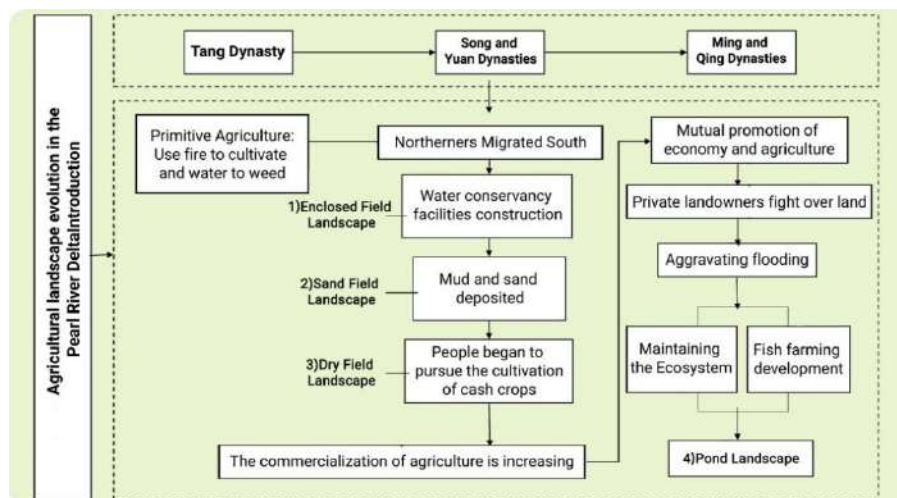 Agricultural landscape evolution in the
Pearl River DeltaIntroduction
Tang Dynasty
Song and
Yuan Dynasties
Ming and
Qing Dynasties
Primitive Agriculture:
Use fire to cultivate
and water to weed
Northerners Migrated South
1)Enclosed Field
Landscape
Water conservancy
facilities construction
2)Sand Field
Landscape
Mud and sand
deposited
3)Dry Field
Landscape
People began to
pursue the cultivation
of cash crops
The commercialization of agriculture is increasing
Mutual promotion of
economy and agriculture
Private landowners fight over land
Aggravating flooding
Maintaining
the Ecosystem
Fish farming
development
4)Pond Landscape